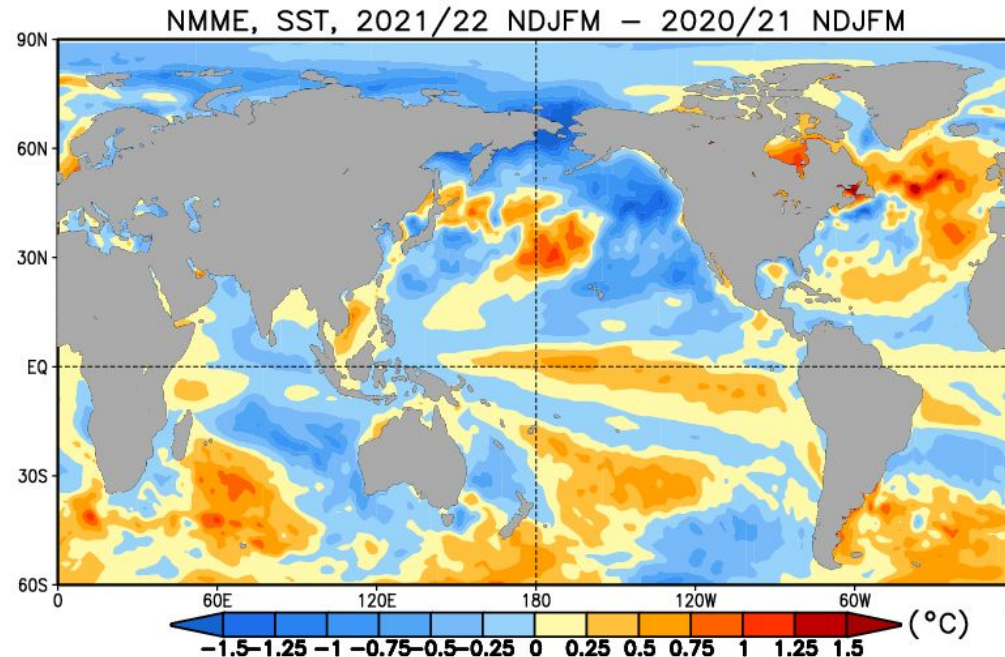 NMME, SST, 2021/22 NDJFM − 2020/21 NDJFM
90N
60N
30N
EQ
30S
60S
0 60E 120E 180 120W 60W
−1.5 −1.25 −1 −0.75 −0.5 −0.25 0 0.25 0.5 0.75 1 1.25 1.5 (°C)